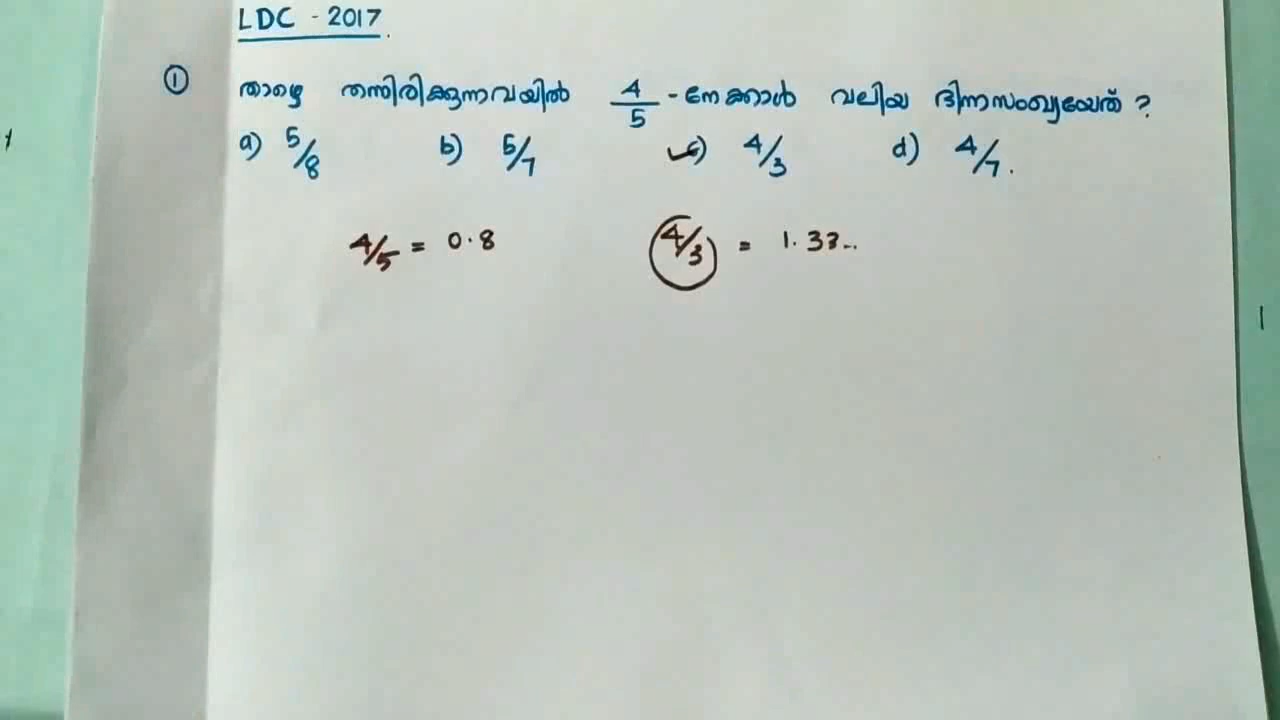 LDC - 2017
① താഴെ തന്നിരിക്കുന്നവയിൽ 4/5 - നേക്കാൾ വലിയ ഭിന്നസംഖ്യയേത് ?
a) 5/8 b) 5/7 ✓c) 4/3 d) 4/7.
4/5 = 0.8 4/3 = 1.33..